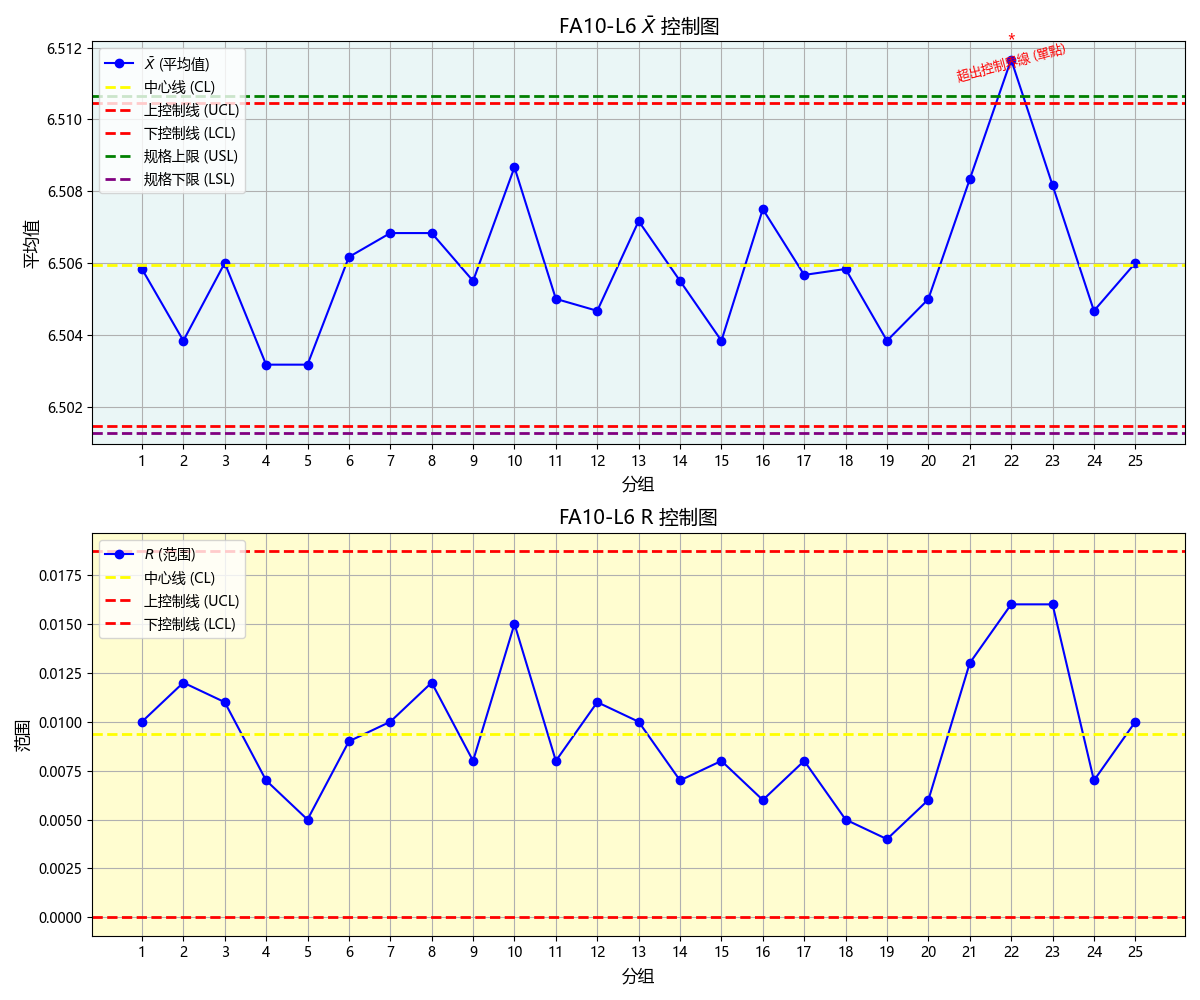 FA10-L6 X̄ 控制图
*
超出控制界線 (單點)
6.512
6.510
6.508
6.506
6.504
6.502
平均值
X̄ (平均值)
中心线 (CL)
上控制线 (UCL)
下控制线 (LCL)
规格上限 (USL)
规格下限 (LSL)
1 2 3 4 5 6 7 8 9 10 11 12 13 14 15 16 17 18 19 20 21 22 23 24 25
分组
FA10-L6 R 控制图
0.0175
0.0150
0.0125
0.0100
0.0075
0.0050
0.0025
0.0000
范围
R (范围)
中心线 (CL)
上控制线 (UCL)
下控制线 (LCL)
1 2 3 4 5 6 7 8 9 10 11 12 13 14 15 16 17 18 19 20 21 22 23 24 25
分组